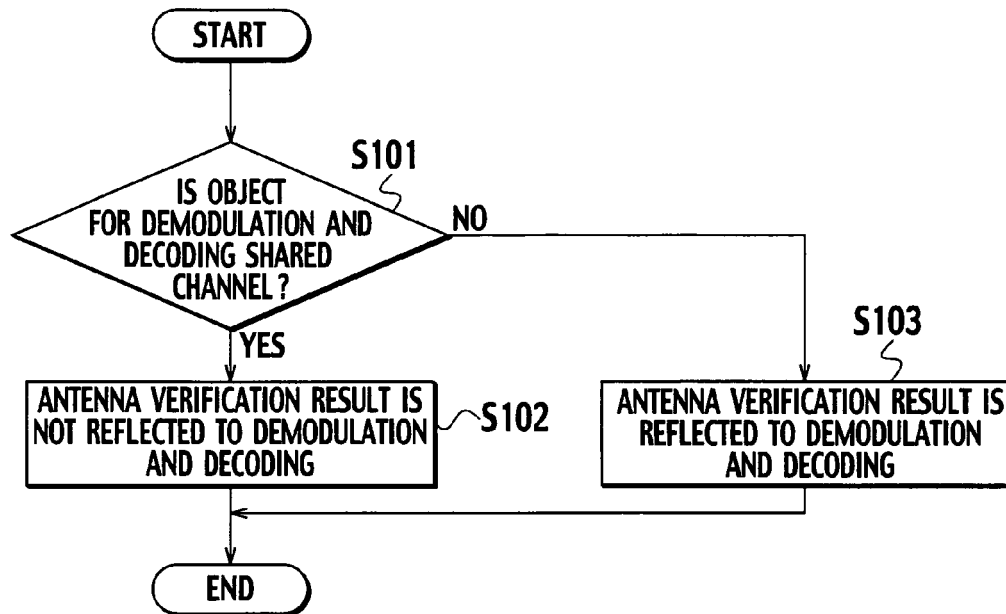 START
S101
IS OBJECT
FOR DEMODULATION AND
DECODING SHARED
CHANNEL?
NO
YES
S103
ANTENNA VERIFICATION RESULT IS
NOT REFLECTED TO DEMODULATION
AND DECODING
S102
ANTENNA VERIFICATION RESULT IS
REFLECTED TO DEMODULATION
AND DECODING
END